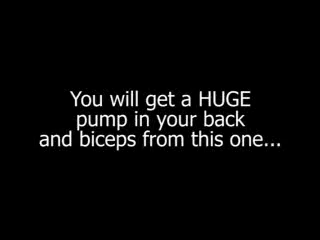 You will get a HUGE
pump in your back
and biceps from this one...